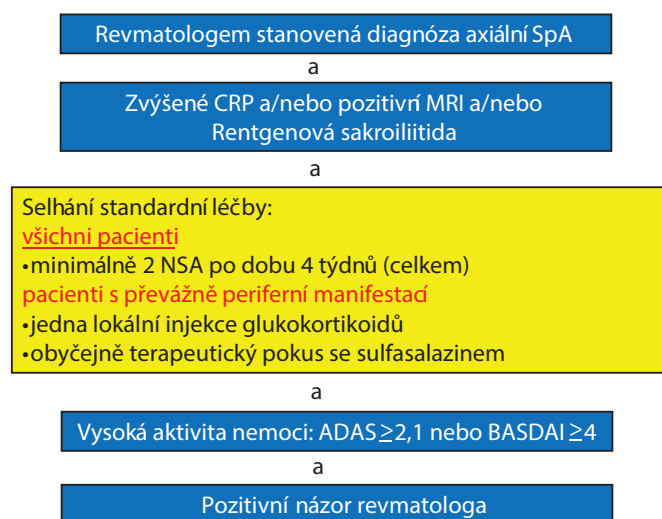 Revmatologem stanovená diagnóza axiální SpA
a
Zvýšené CRP a/nebo pozitivní MRI a/nebo
Rentgenová sakroiliitida
a
Selhání standardní léčby:
všichni pacienti
•minimálně 2 NSA po dobu 4 týdnů (celkem)
pacienti s převážně periferní manifestací
•jedna lokální injekce glukokortikoidů
•obyčejně terapeutický pokus se sulfasalazinem
a
Vysoká aktivita nemoci: ADAS ≥2,1 nebo BASDAI ≥4
a
Pozitivní názor revmatologa